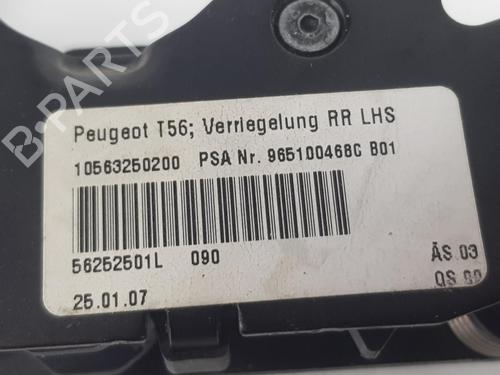 B-PARTS
Peugeot T56; Verriegelung RR LHS
10563250200 PSA Nr. 965100468C B01
56252501L 090
ÄS 03
25.01.07